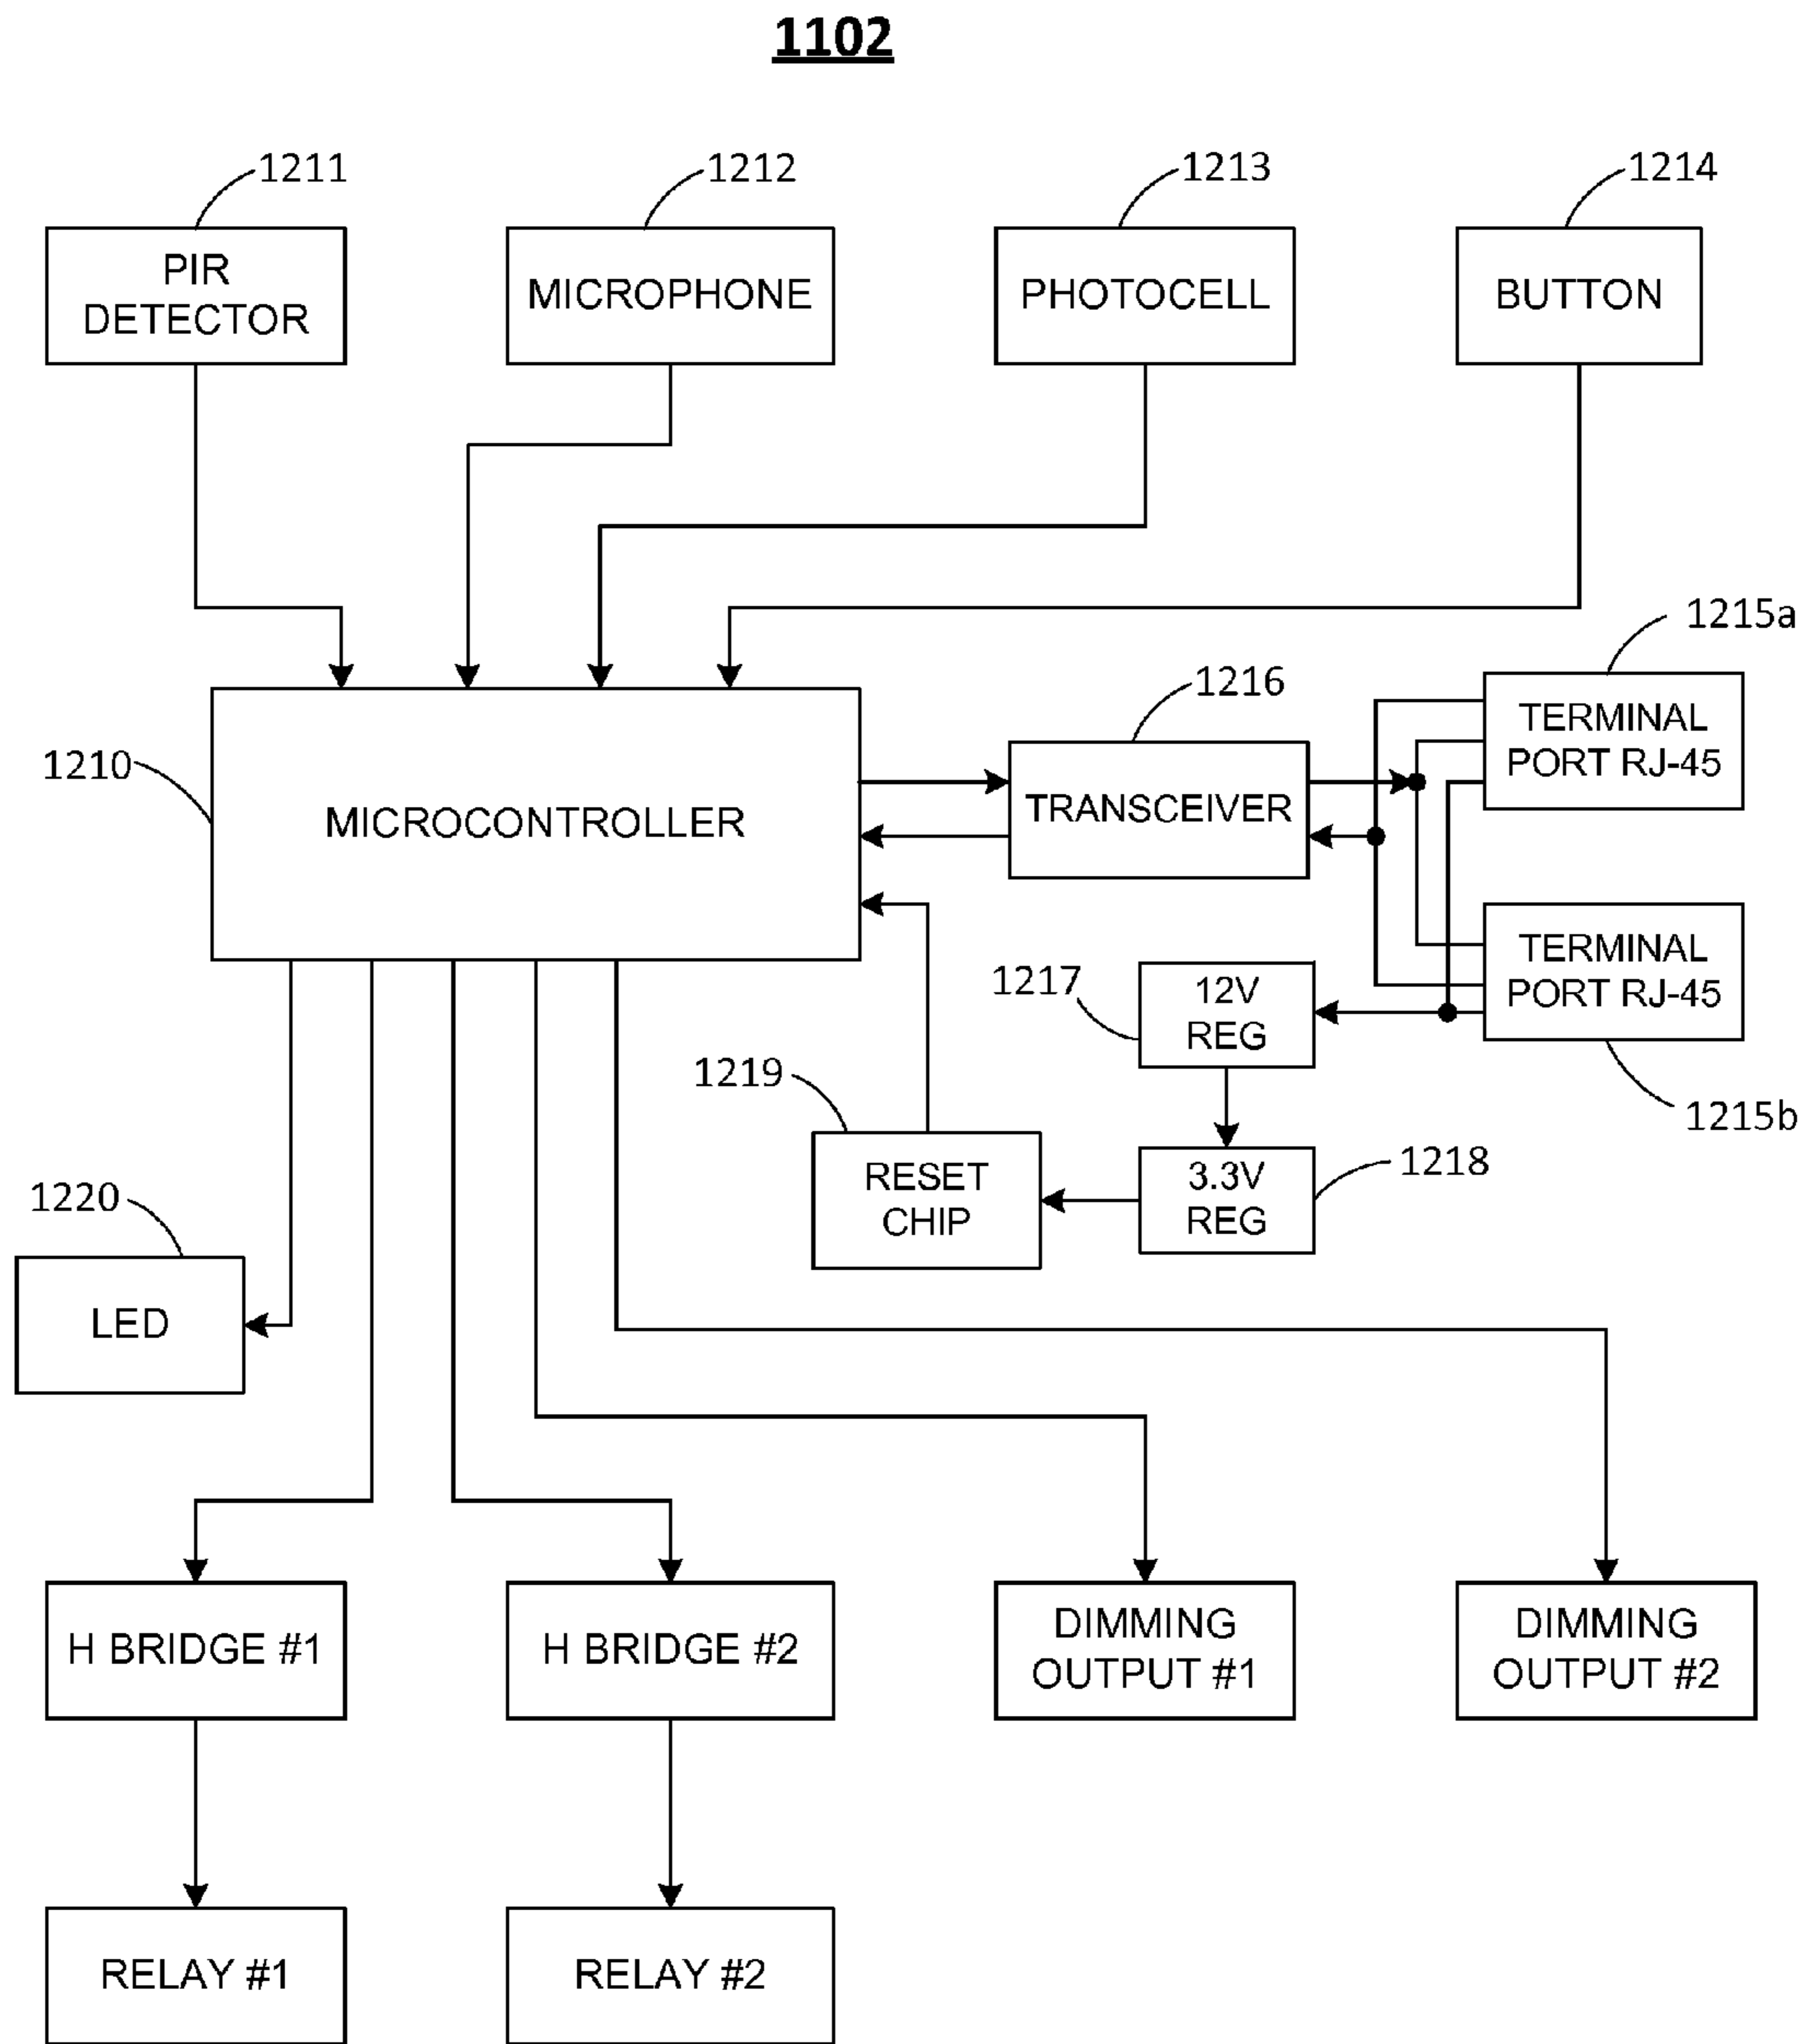 1102
1211
1212
1213
1214
PIR
DETECTOR
MICROPHONE
PHOTOCELL
BUTTON
1215a
1216
TERMINAL
PORT RJ-45
1210
MICROCONTROLLER
TRANSCEIVER
TERMINAL
PORT RJ-45
1217
12V
REG
1219
1215b
1218
RESET
CHIP
3.3V
REG
1220
LED
H BRIDGE #1
H BRIDGE #2
DIMMING
OUTPUT #1
DIMMING
OUTPUT #2
RELAY #1
RELAY #2